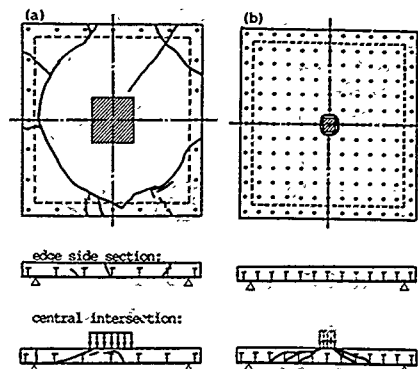 (a)
(b)
edge side section:
central intersection: